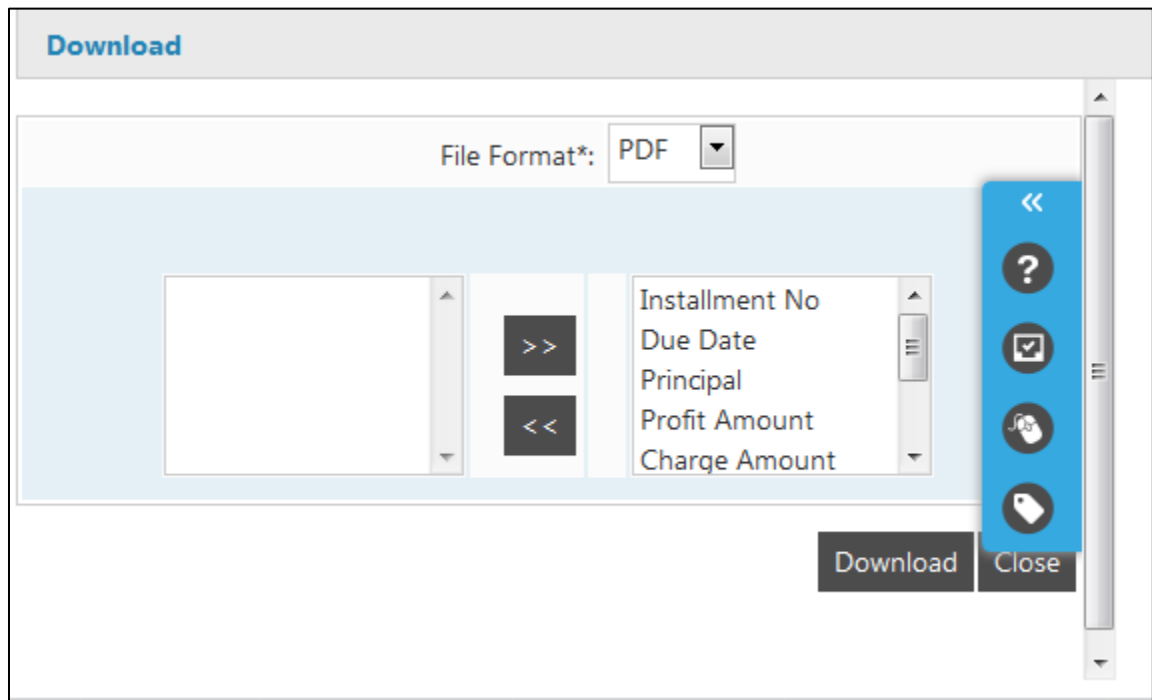 Download
File Format*: PDF
Installment No
Due Date
>>
Principal
Profit Amount
<<
Charge Amount
Download Close